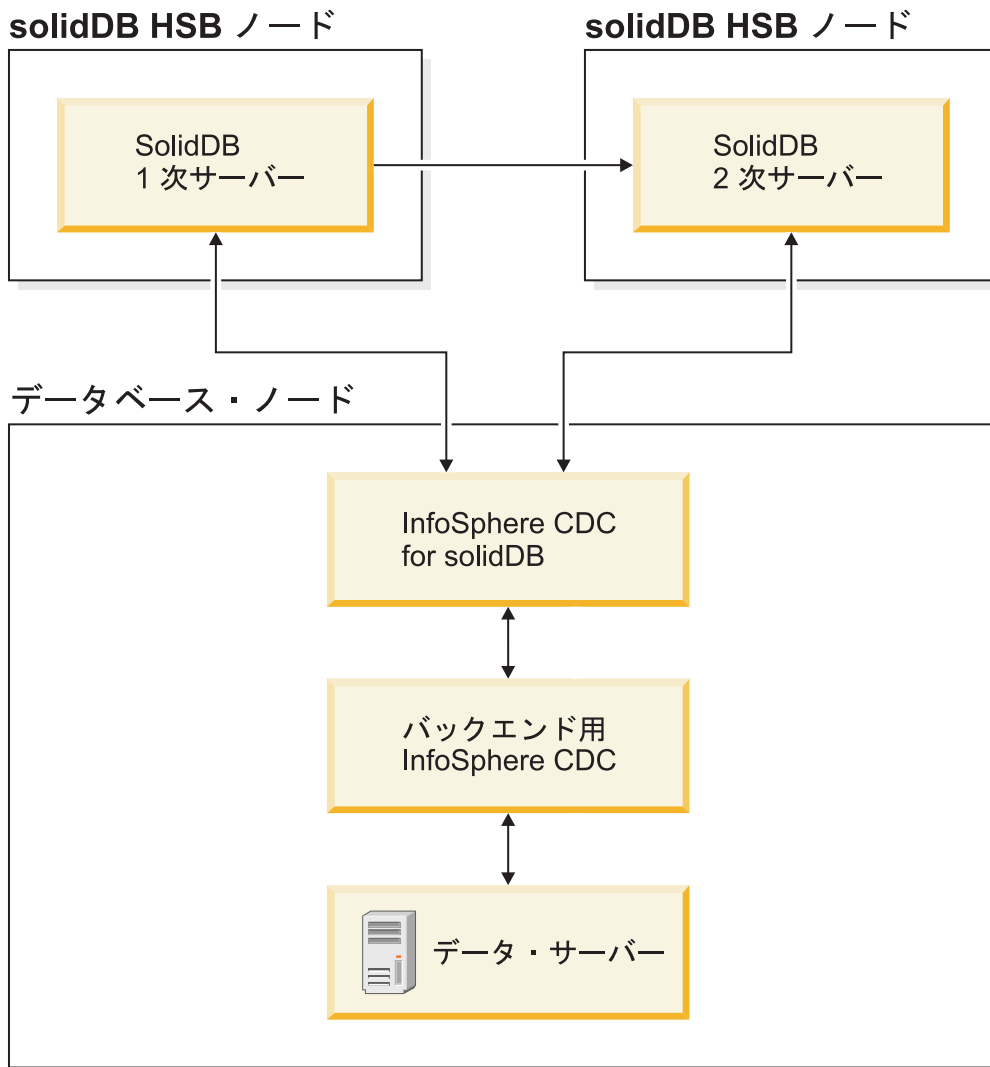 solidDB HSB ノード
solidDB HSB ノード
SolidDB
1 次サーバー
SolidDB
2 次サーバー
データベース・ノード
InfoSphere CDC
for solidDB
バックエンド用
InfoSphere CDC
データ・サーバー